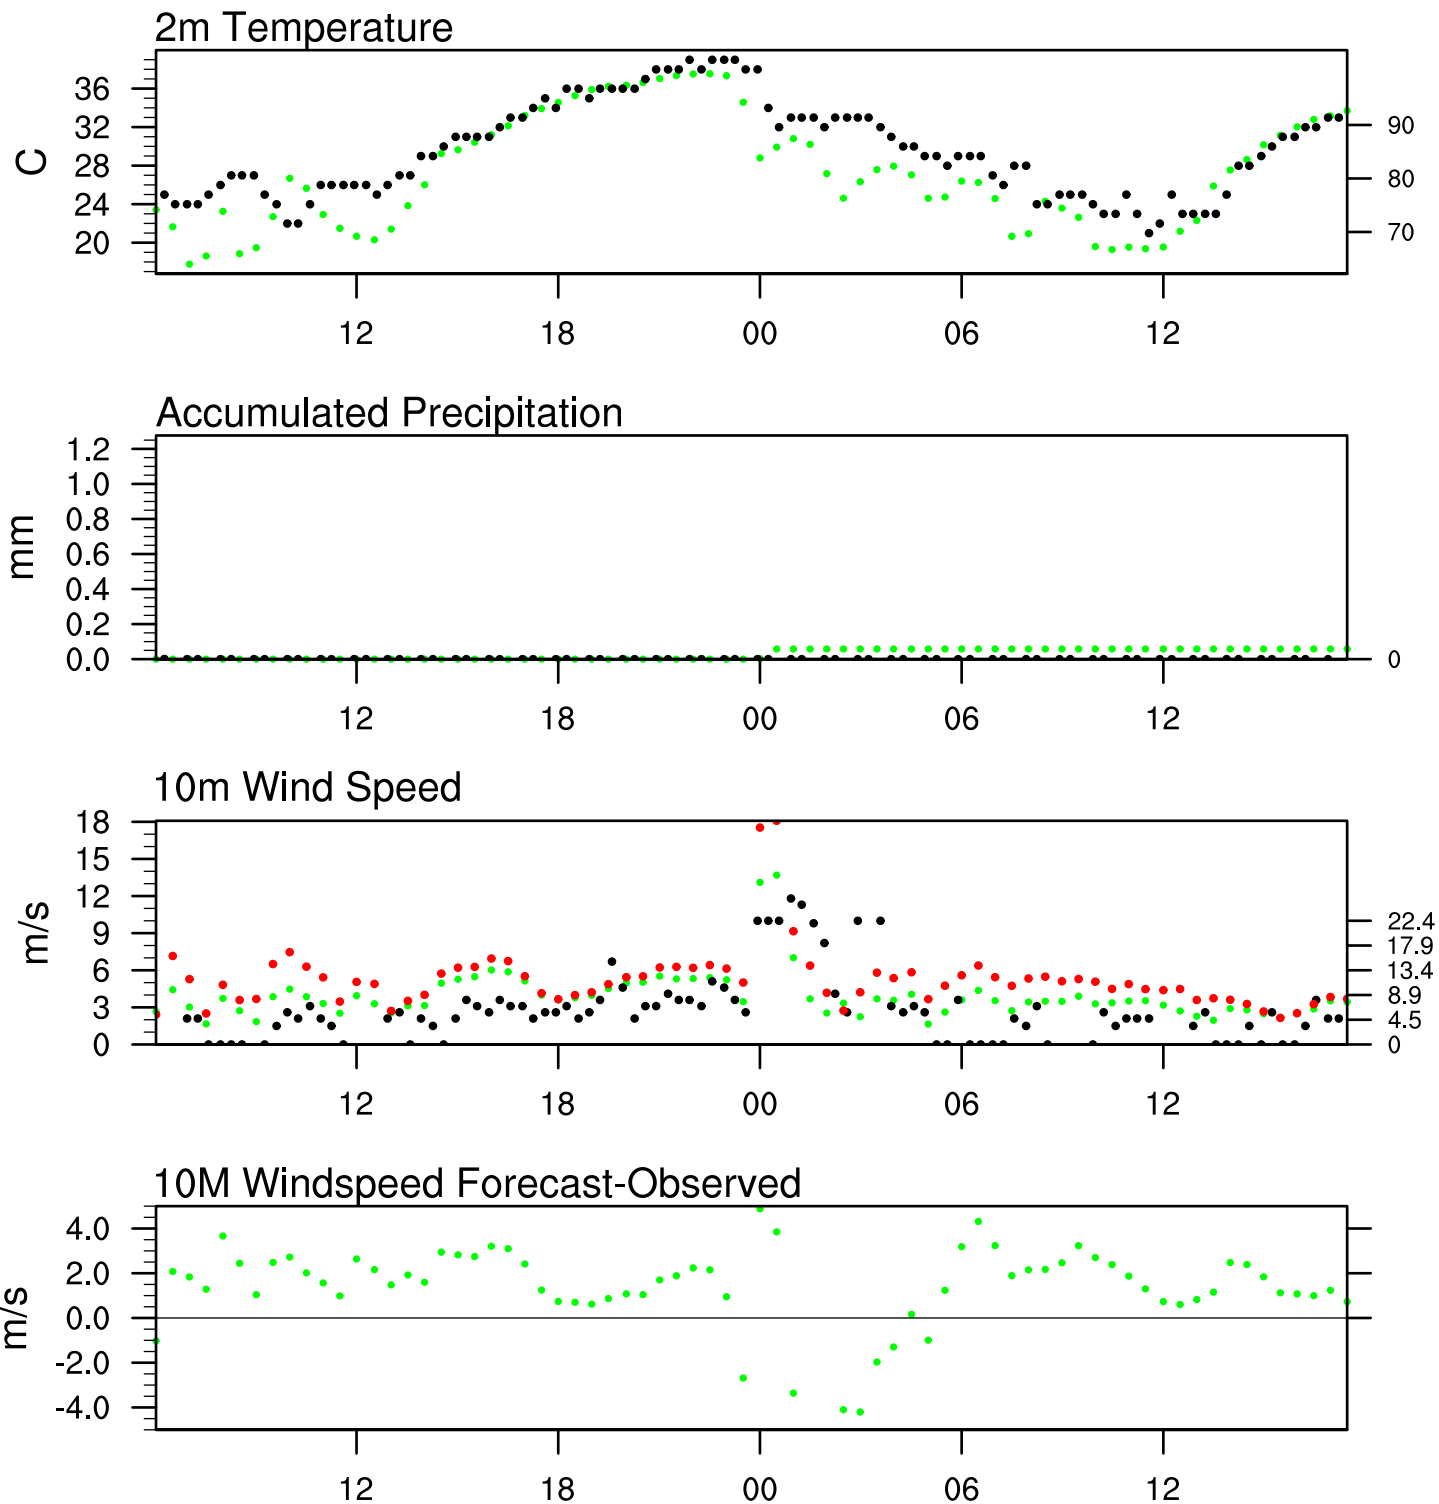 2m Temperature
C
36
32
28
24
20
90
80
70
12 18 00 06 12
Accumulated Precipitation
mm
1.2
1.0
0.8
0.6
0.4
0.2
0.0
0
12 18 00 06 12
10m Wind Speed
m/s
18
15
12
9
6
3
0
22.4
17.9
13.4
8.9
4.5
0
12 18 00 06 12
10M Windspeed Forecast-Observed
m/s
4.0
2.0
0.0
-2.0
-4.0
12 18 00 06 12